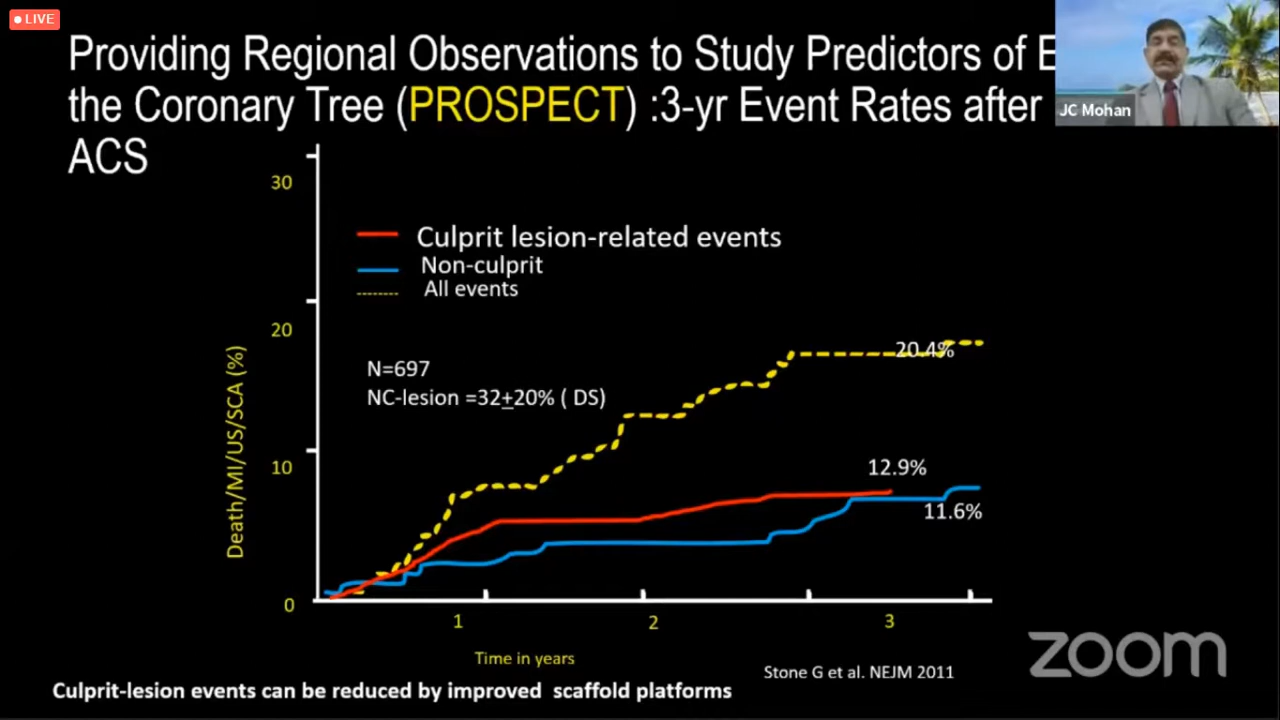 LIVE
Providing Regional Observations to Study Predictors of E
the Coronary Tree (PROSPECT) :3-yr Event Rates after
ACS
JC Mohan
30
20
10
0
Death/MI/US/SCA (%)
Culprit lesion-related events
Non-culprit
All events
N=697
NC-lesion =32±20% ( DS)
20.4%
12.9%
11.6%
1
2
3
Time in years
Stone G et al. NEJM 2011
zoom
Culprit-lesion events can be reduced by improved scaffold platforms